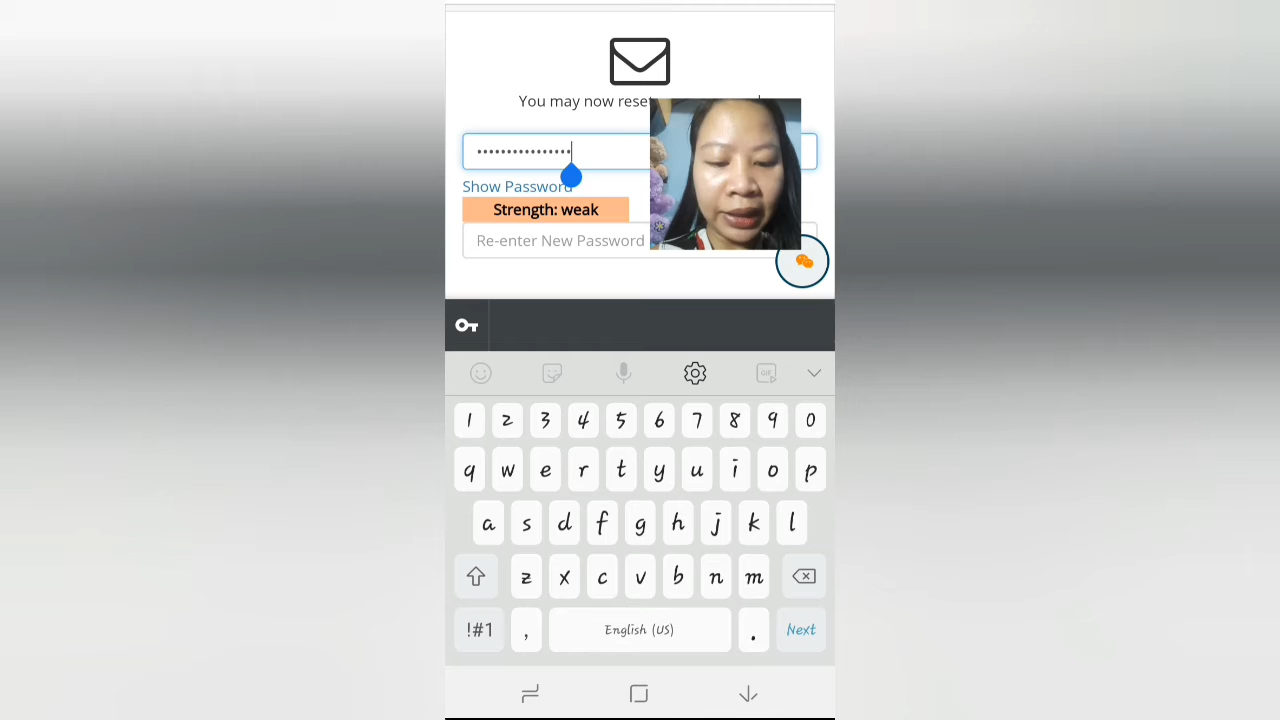 You may now reset
••••••••••••••••
Show Password
Strength: weak
Re-enter New Password
GIF
1 2 3 4 5 6 7 8 9 0
q w e r t y u i o p
a s d f g h j k l
z x c v b n m
!#1 , English (US) . Next